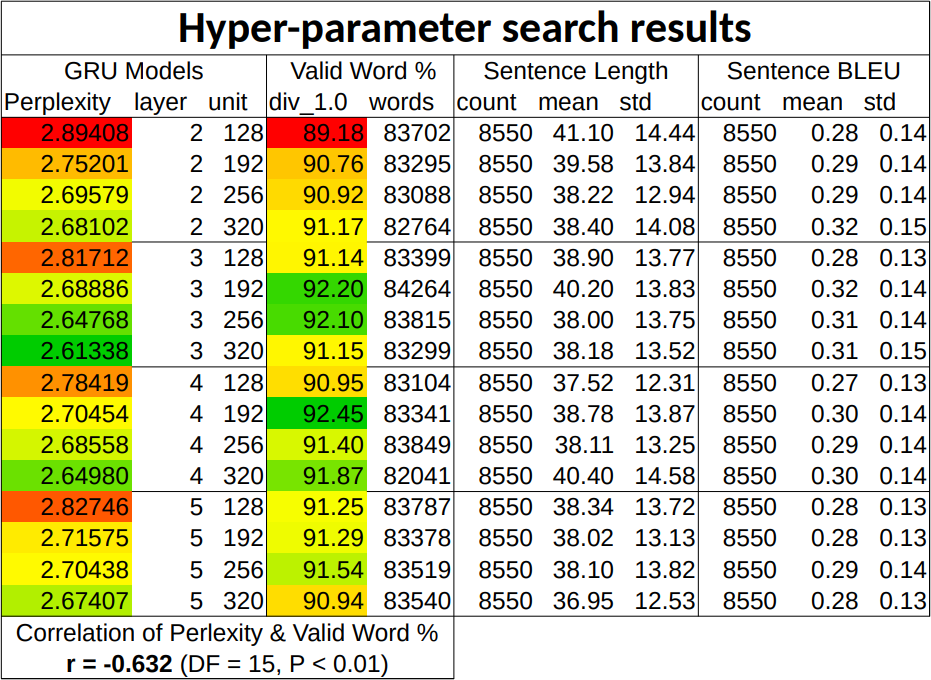 Hyper-parameter search results
GRU Models Valid Word % Sentence Length Sentence BLEU
Perplexity layer unit div_1.0 words count mean std count mean std
2.89408 2 128 89.18 83702 8550 41.10 14.44 8550 0.28 0.14
2.75201 2 192 90.76 83295 8550 39.58 13.84 8550 0.29 0.14
2.69579 2 256 90.92 83088 8550 38.22 12.94 8550 0.29 0.14
2.68102 2 320 91.17 82764 8550 38.40 14.08 8550 0.32 0.15
2.81712 3 128 91.14 83399 8550 38.90 13.77 8550 0.28 0.13
2.68886 3 192 92.20 84264 8550 40.20 13.83 8550 0.32 0.14
2.64768 3 256 92.10 83815 8550 38.00 13.75 8550 0.31 0.14
2.61338 3 320 91.15 83299 8550 38.18 13.52 8550 0.31 0.15
2.78419 4 128 90.95 83104 8550 37.52 12.31 8550 0.27 0.13
2.70454 4 192 92.45 83341 8550 38.78 13.87 8550 0.30 0.14
2.68558 4 256 91.40 83849 8550 38.11 13.25 8550 0.29 0.14
2.64980 4 320 91.87 82041 8550 40.40 14.58 8550 0.30 0.14
2.82746 5 128 91.25 83787 8550 38.34 13.72 8550 0.28 0.13
2.71575 5 192 91.29 83378 8550 38.02 13.13 8550 0.28 0.13
2.70438 5 256 91.54 83519 8550 38.10 13.82 8550 0.29 0.14
2.67407 5 320 90.94 83540 8550 36.95 12.53 8550 0.28 0.13
Correlation of Perlexity & Valid Word %
r = -0.632 (DF = 15, P < 0.01)